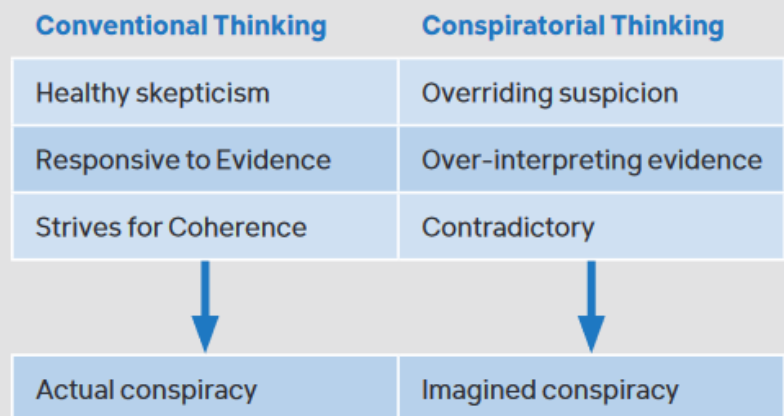 Conventional Thinking Conspiratorial Thinking
Healthy skepticism Overriding suspicion
Responsive to Evidence Over-interpreting evidence
Strives for Coherence Contradictory
Actual conspiracy Imagined conspiracy